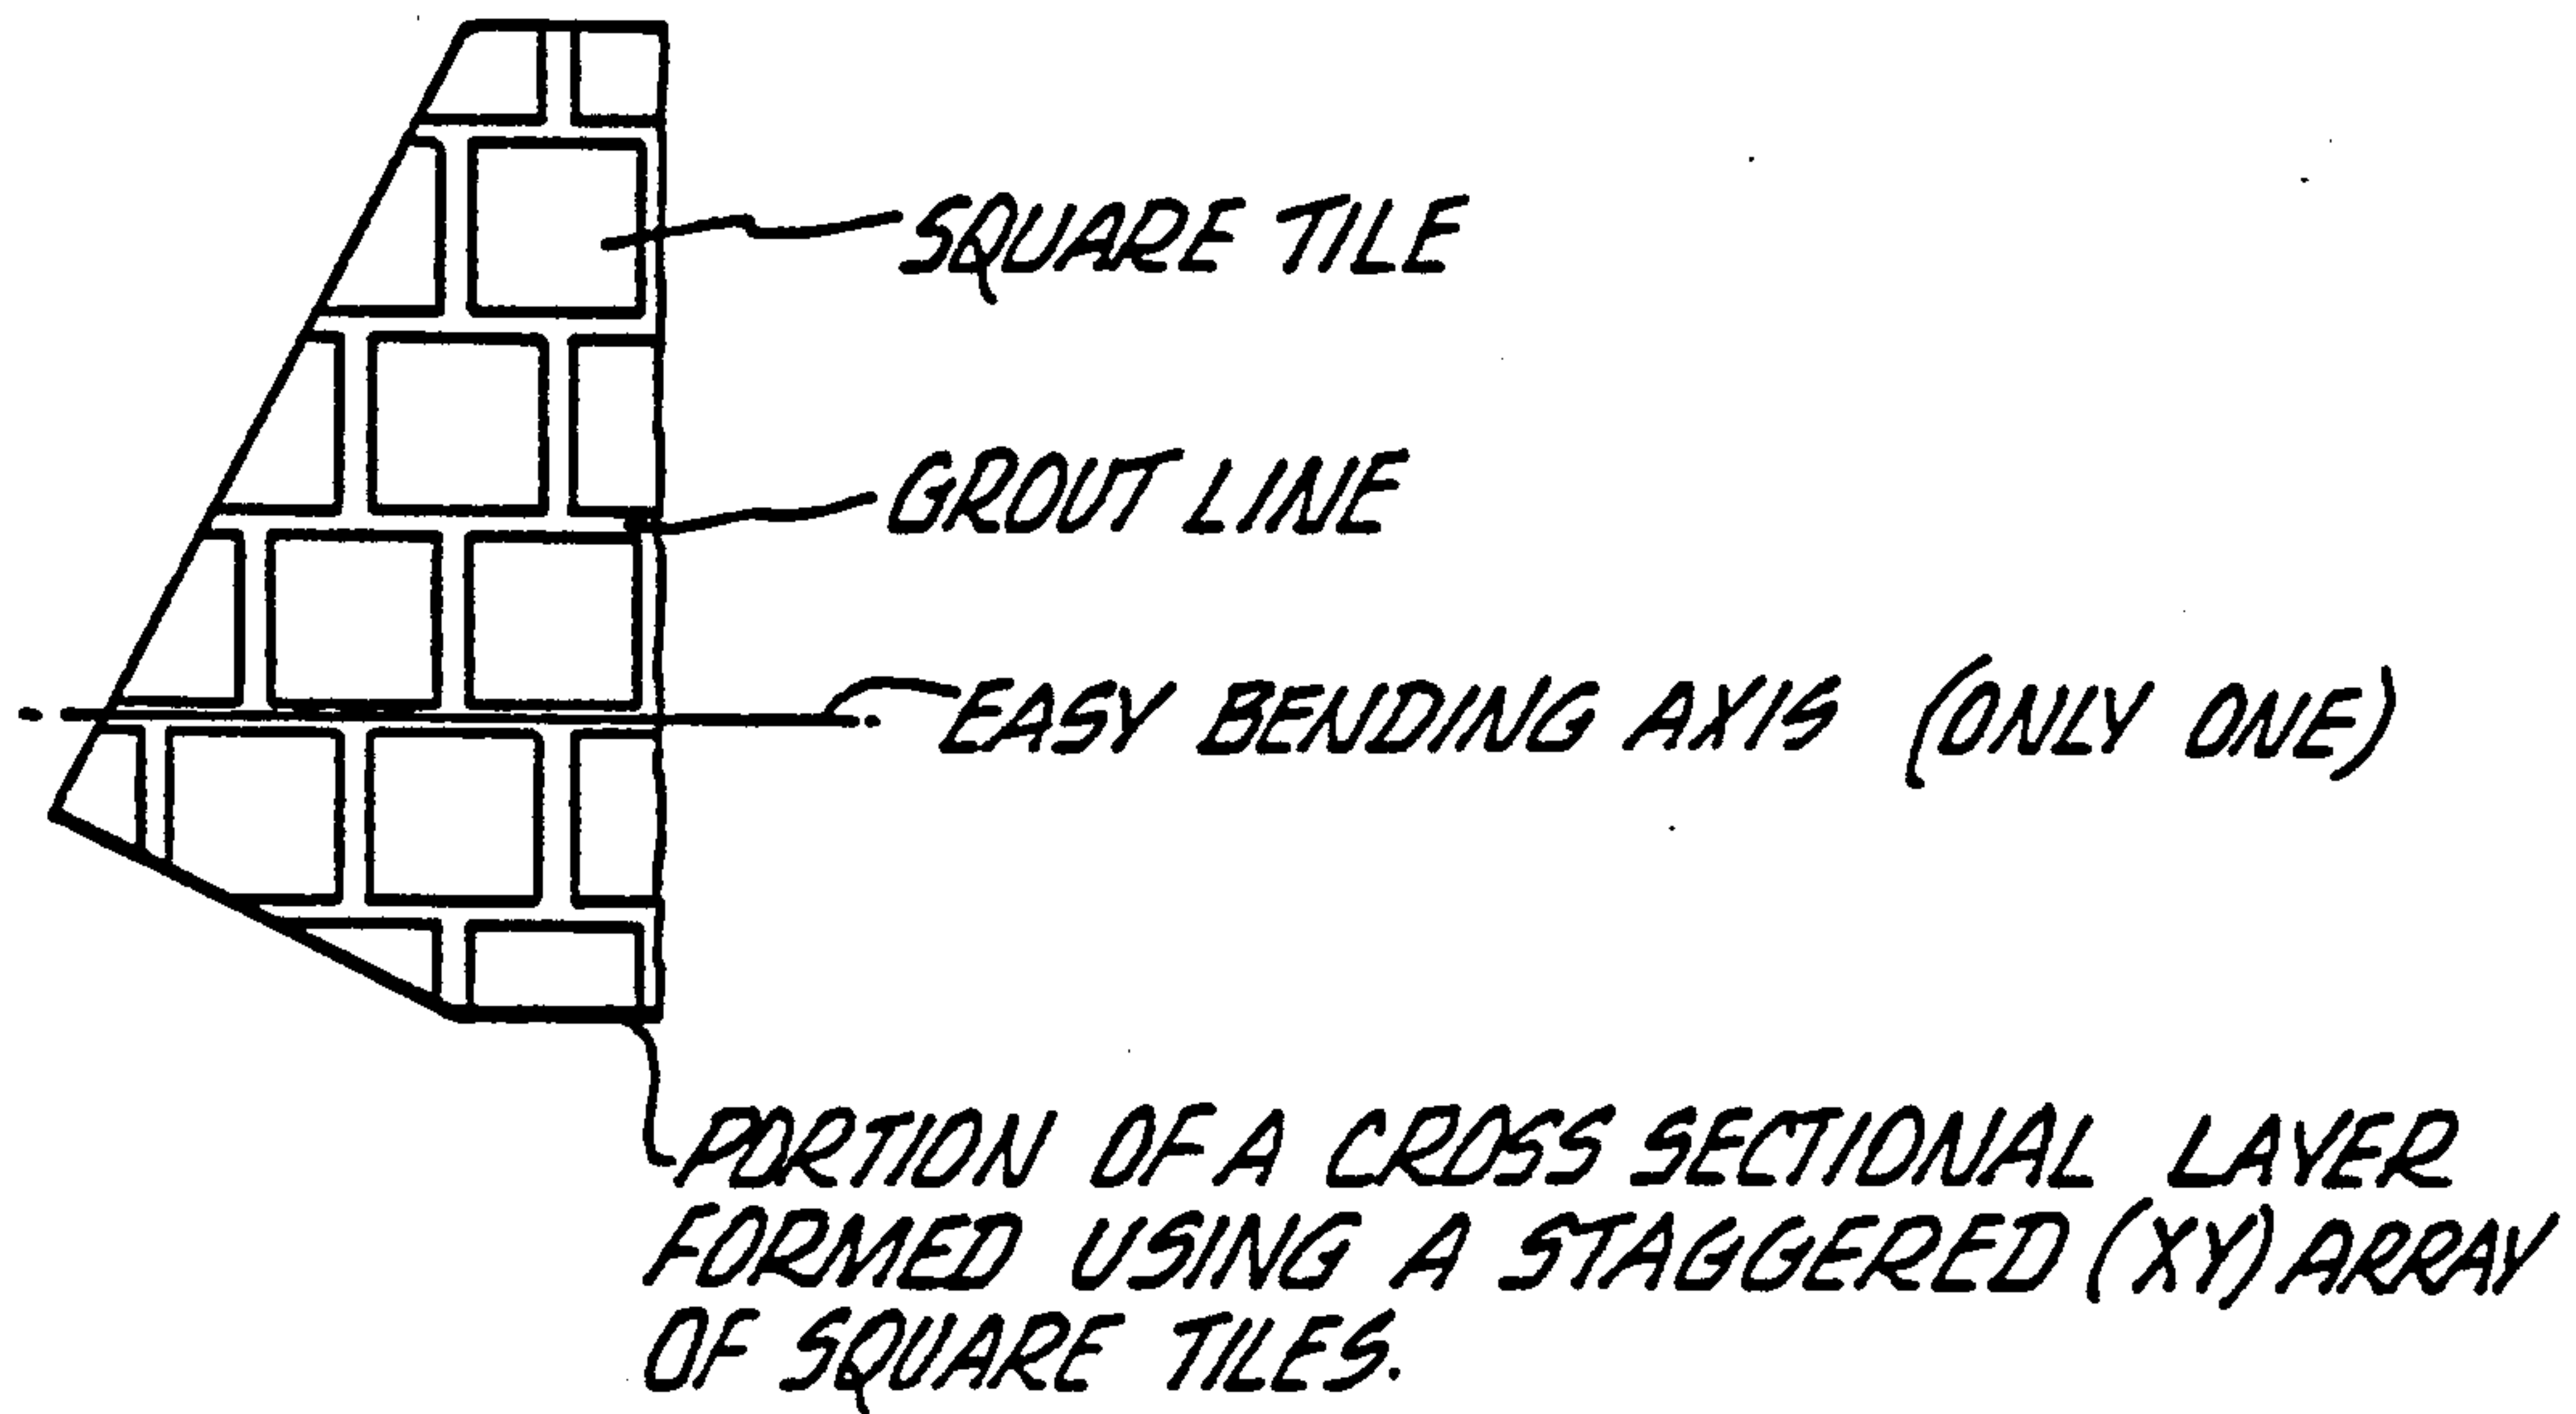 SQUARE TILE
GROUT LINE
EASY BENDING AXIS (ONLY ONE)
PORTION OF A CROSS SECTIONAL LAYER
FORMED USING A STAGGERED (XY) ARRAY
OF SQUARE TILES.